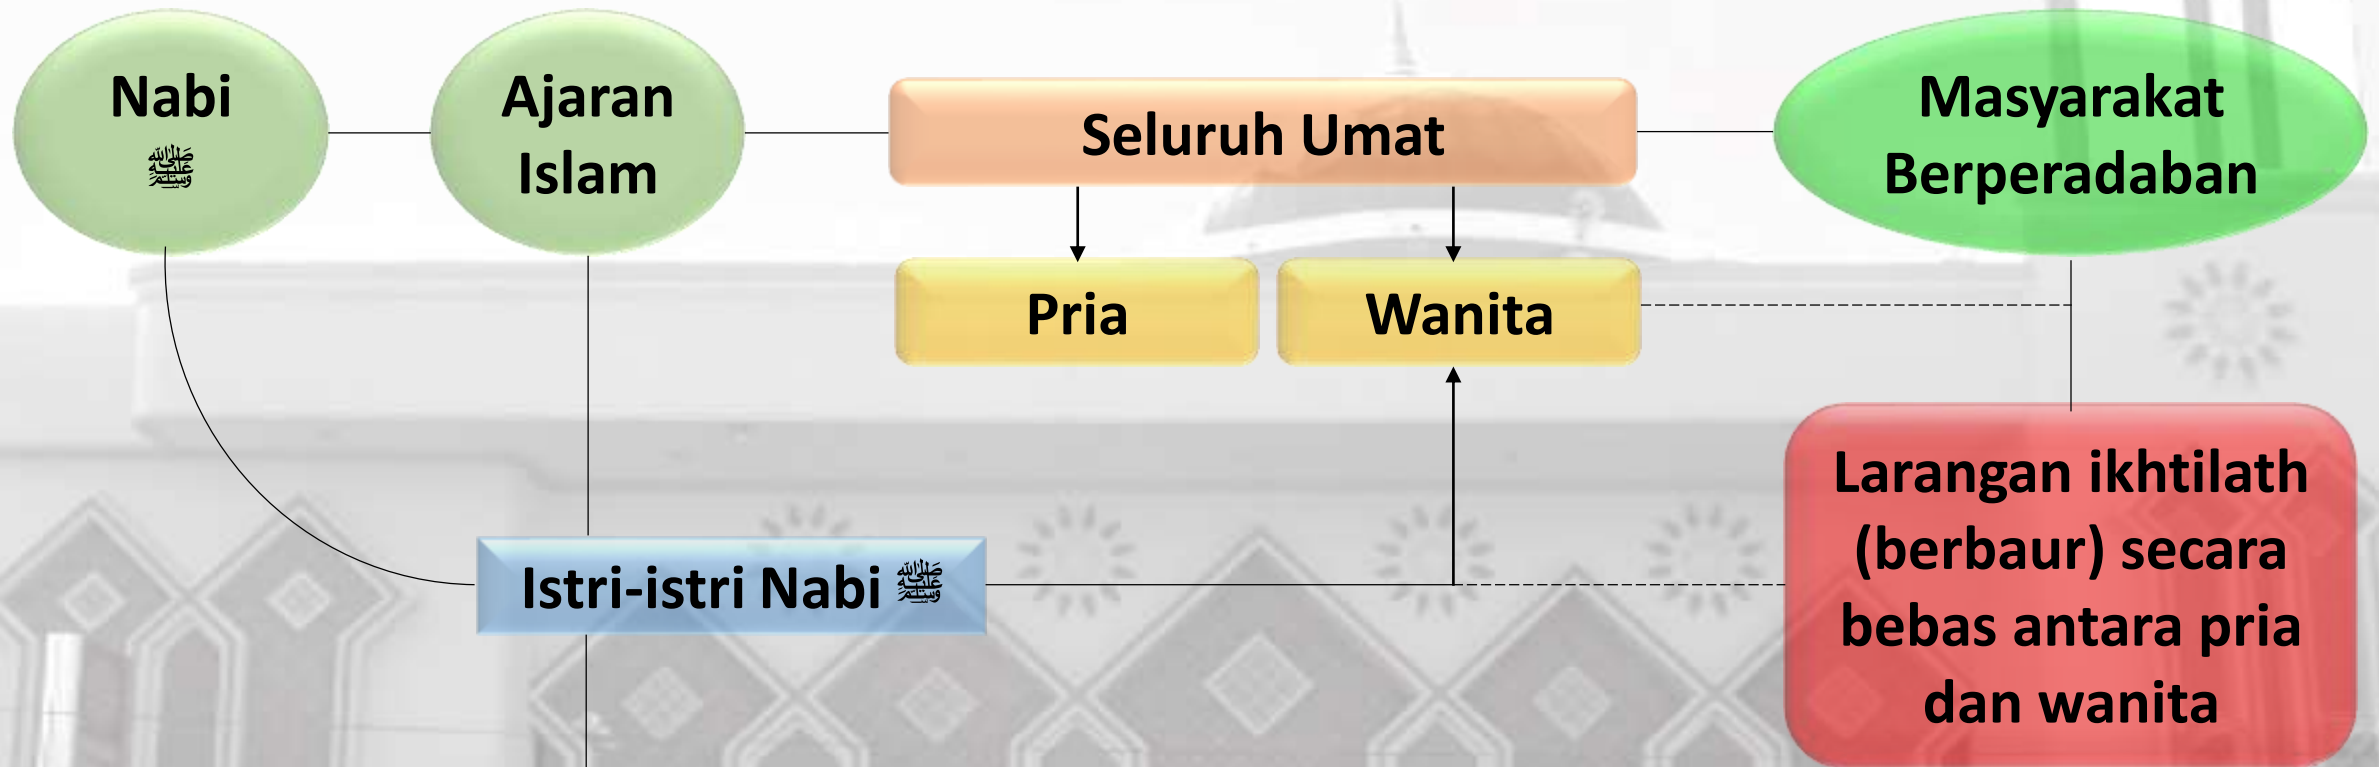 Nabi
ﷺ
Ajaran
Islam
Seluruh Umat
Masyarakat
Berperadaban
Pria
Wanita
Istri-istri Nabi ﷺ
Larangan ikhtilath
(berbaur) secara
bebas antara pria
dan wanita